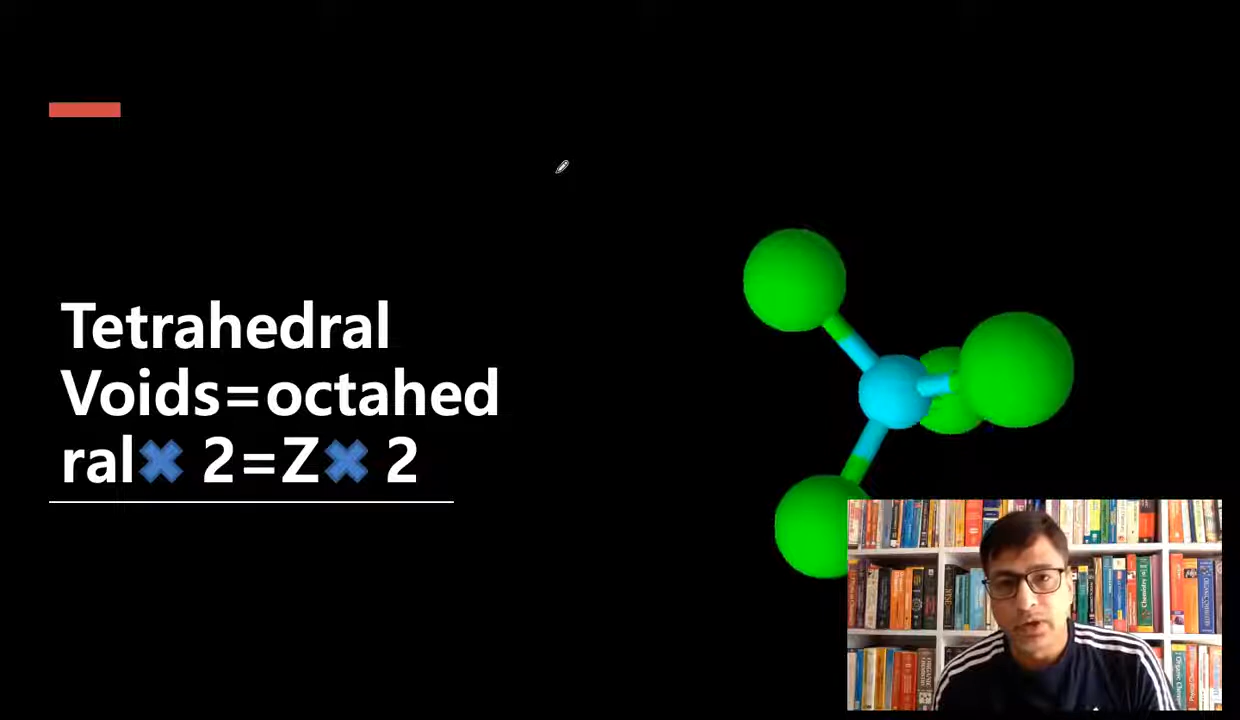 Tetrahedral
Voids=octahed
ral✖ 2=Z✖ 2